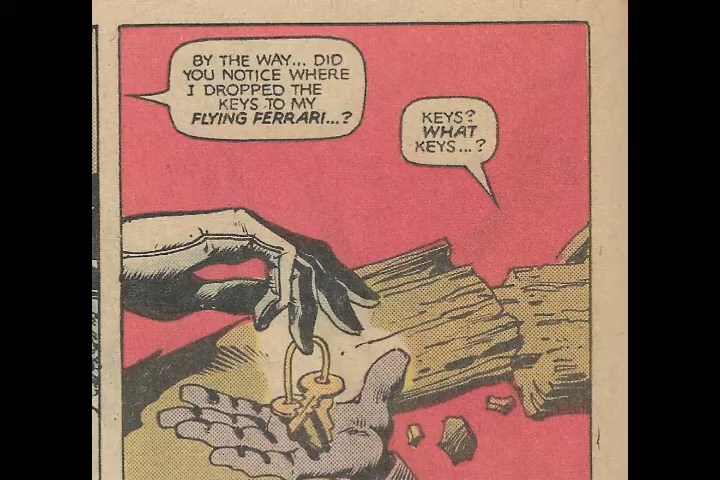 BY THE WAY... DID
YOU NOTICE WHERE
I DROPPED THE
KEYS TO MY
FLYING FERRARI...?
KEYS?
WHAT
KEYS...?